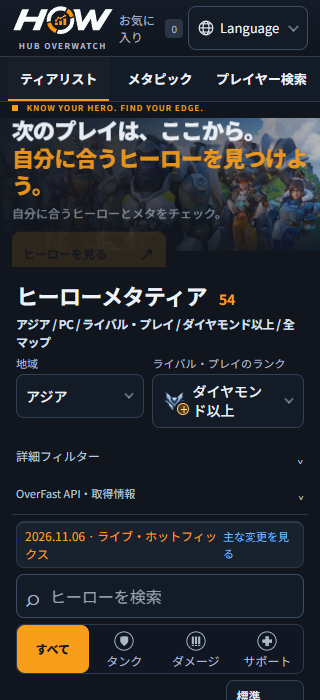 HOW
HUB OVERWATCH
お気に
入り
0
Language
ティアリスト
メタピック
プレイヤー検索
KNOW YOUR HERO. FIND YOUR EDGE.
次のプレイは、ここから。
自分に合うヒーローを見つけよ
う。
自分に合うヒーローとメタをチェック。
ヒーローを見る
ヒーローメタティア 54
アジア / PC / ライバル・プレイ / ダイヤモンド以上 / 全
マップ
地域
ライバル・プレイのランク
アジア
ダイヤモン
ド以上
詳細フィルター
OverFast API・取得情報
2026.11.06 · ライブ・ホットフィッ
クス
主な変更を見
る
ヒーローを検索
すべて
タンク
ダメージ
サポート
標準